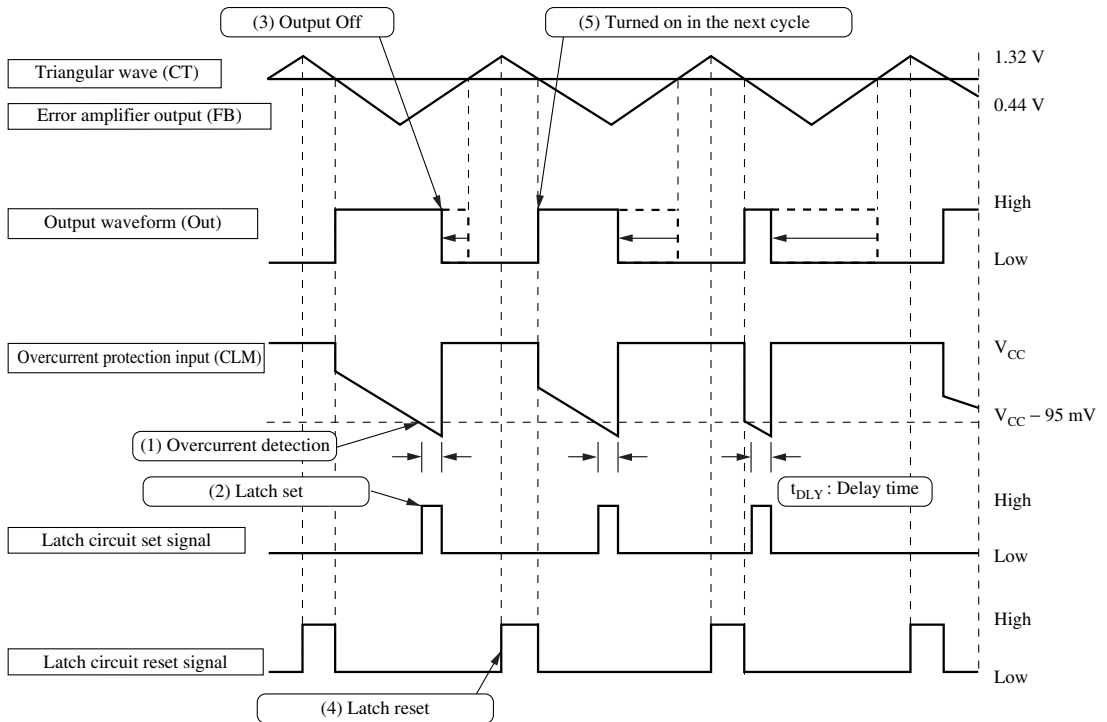 (3) Output Off
(5) Turned on in the next cycle
Triangular wave (CT)
1.32 V
Error amplifier output (FB)
0.44 V
Output waveform (Out)
High
Low
Overcurrent protection input (CLM)
VCC
VCC – 95 mV
(1) Overcurrent detection
(2) Latch set
tDLY : Delay time
Latch circuit set signal
High
Low
Latch circuit reset signal
High
Low
(4) Latch reset